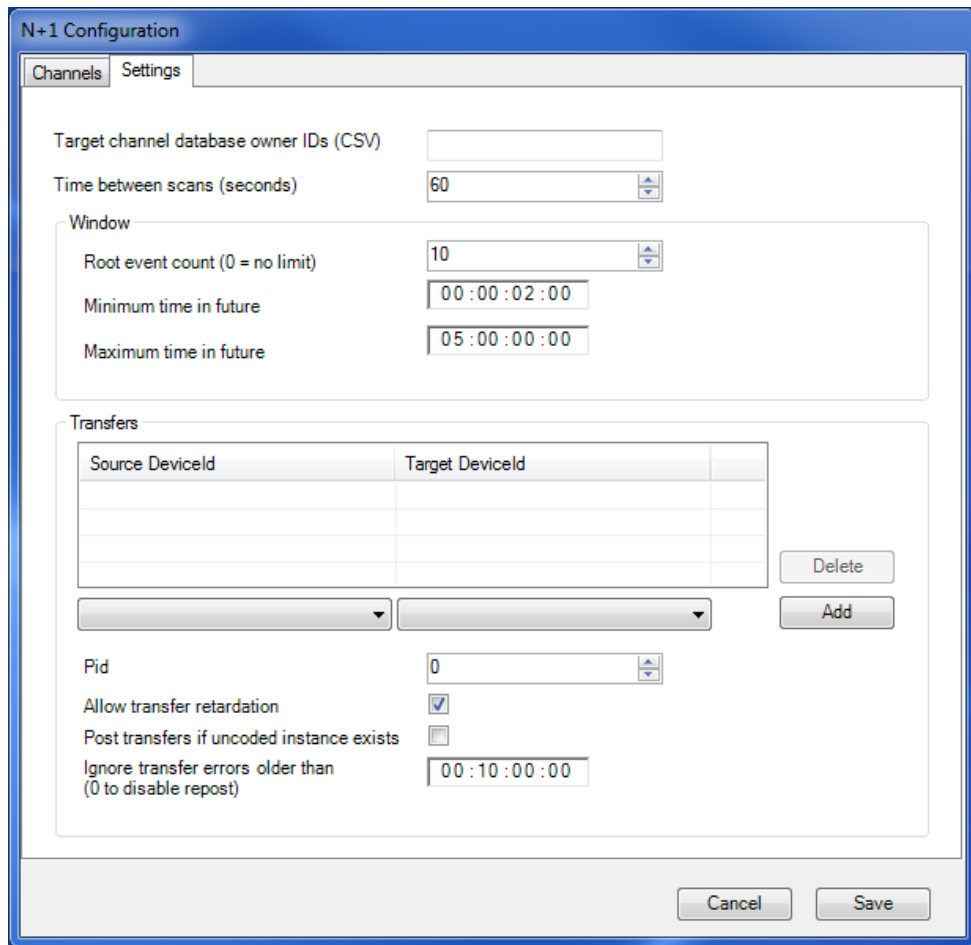 N+1 Configuration
Channels Settings
Target channel database owner IDs (CSV)
Time between scans (seconds) 60
Window
Root event count (0 = no limit) 10
Minimum time in future 00:00:02:00
Maximum time in future 05:00:00:00
Transfers
Source DeviceId Target DeviceId
Delete
Add
Pid 0
Allow transfer retardation
Post transfers if uncoded instance exists
Ignore transfer errors older than 00:10:00:00
(0 to disable repost)
Cancel Save